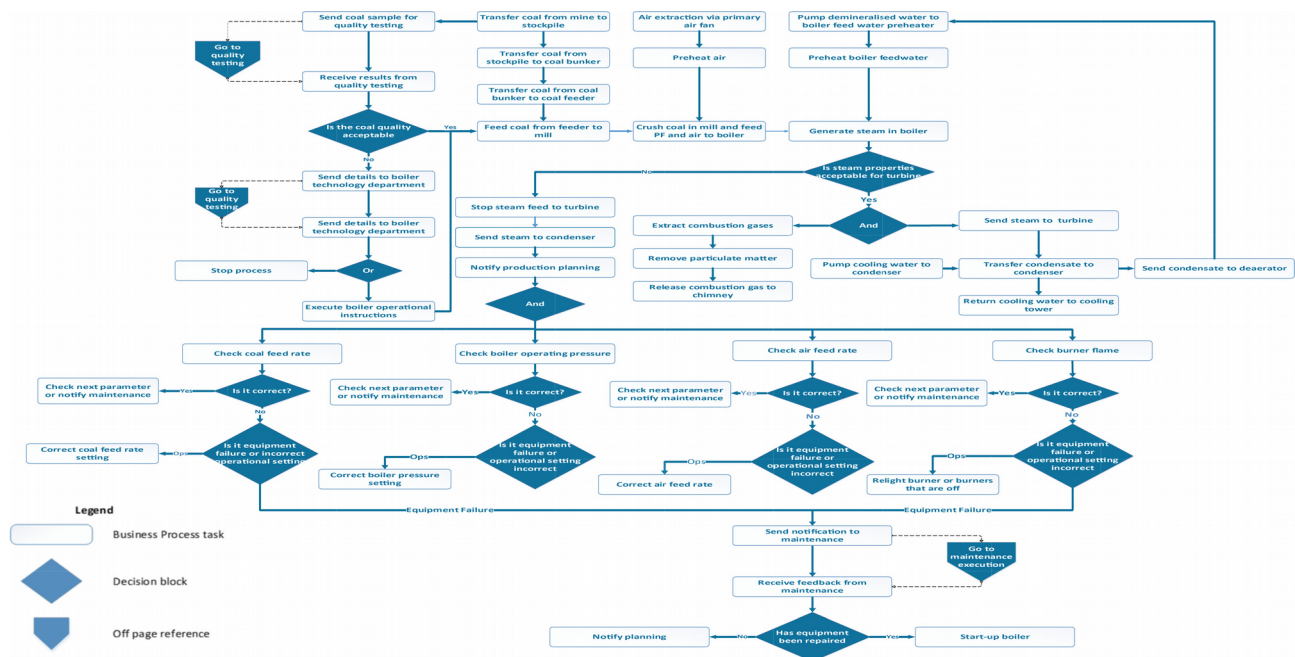 Send coal sample for
quality testing
Transfer coal from mine to
stockpile
Air extraction via primary
air fan
Pump demineralised water to
boiler feed water preheater
Go to
quality
testing
Transfer coal from
stockpile to coal bunker
Preheat air
Preheat boiler feedwater
Receive results from
quality testing
Transfer coal from coal
bunker to coal feeder
Is the coal quality
acceptable
Yes
Feed coal from feeder to
mill
Crush coal in mill and feed
PF and air to boiler
Generate steam in boiler
No
Is steam properties
acceptable for turbine
No
Yes
Send details to boiler
technology department
Go to
quality
testing
Send details to boiler
technology department
Stop steam feed to turbine
Extract combustion gases
And
Send steam to turbine
Send steam to condenser
Remove particulate matter
Stop process
Or
Notify production planning
Pump cooling water to
condenser
Transfer condensate to
condenser
Send condensate to deaerator
Release combustion gas to
chimney
Execute boiler operational
instructions
And
Return cooling water to cooling
tower
Check coal feed rate
Check boiler operating pressure
Check air feed rate
Check burner flame
Check next parameter
or notify maintenance
Yes
Is it correct?
Check next parameter
or notify maintenance
Yes
Is it correct?
Check next parameter
or notify maintenance
Yes
Is it correct?
Check next parameter
or notify maintenance
Yes
Is it correct?
No
No
No
No
Correct coal feed rate
setting
Ops
Is it equipment
failure or incorrect
operational setting
Correct boiler pressure
setting
Ops
Is it equipment
failure or
operational setting
incorrect
Correct air feed rate
Ops
Is it equipment
failure or
operational setting
incorrect
Relight burner or burners
that are off
Ops
Is it equipment
failure or
operational setting
incorrect
Equipment Failure
Equipment Failure
Legend
Business Process task
Decision block
Off page reference
Send notification to
maintenance
Go to
maintenance
execution
Receive feedback from
maintenance
Notify planning
No
Has equipment
been repaired
Yes
Start-up boiler